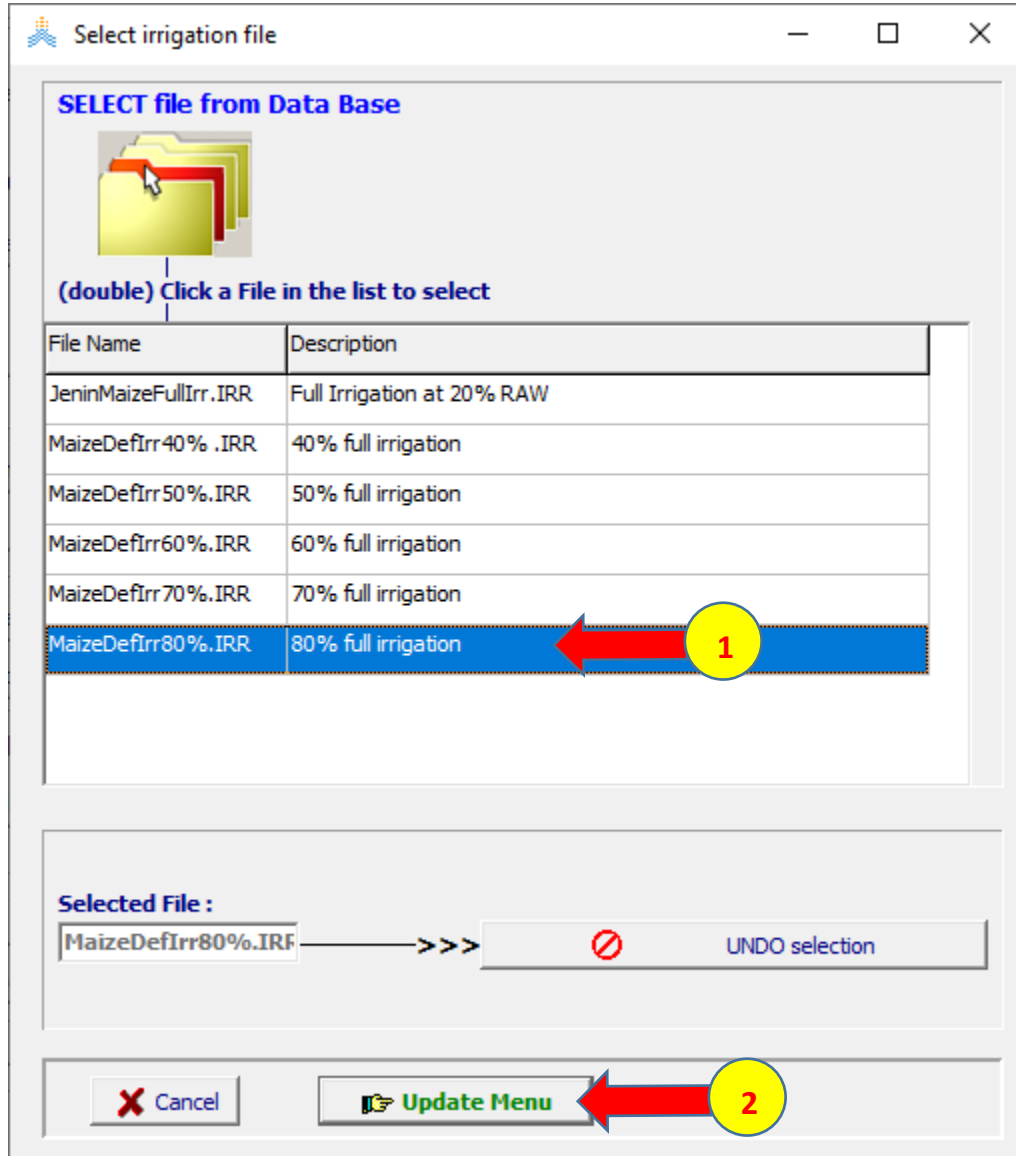 Select irrigation file
SELECT file from Data Base
(double) Click a File in the list to select
File Name Description
JeninMaizeFullIrr.IRR Full Irrigation at 20% RAW
MaizeDefIrr40% .IRR 40% full irrigation
MaizeDefIrr50%.IRR 50% full irrigation
MaizeDefIrr60%.IRR 60% full irrigation
MaizeDefIrr70%.IRR 70% full irrigation
MaizeDefIrr80%.IRR 80% full irrigation 1
Selected File :
MaizeDefIrr80%.IRR >>> UNDO selection
Cancel Update Menu 2